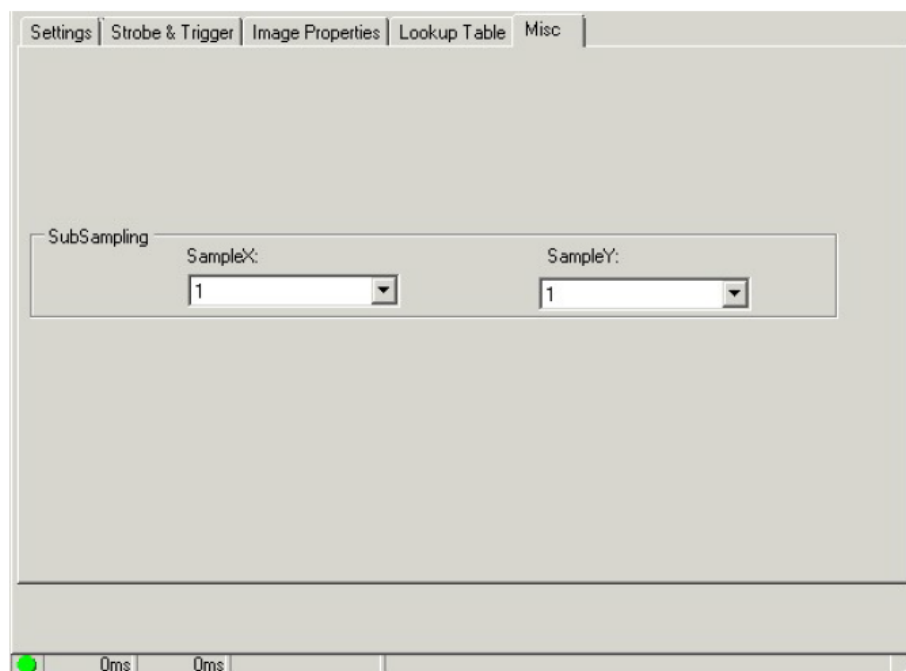 Settings Strobe & Trigger Image Properties Lookup Table Misc
SubSampling
SampleX: SampleY:
1 1
0ms 0ms